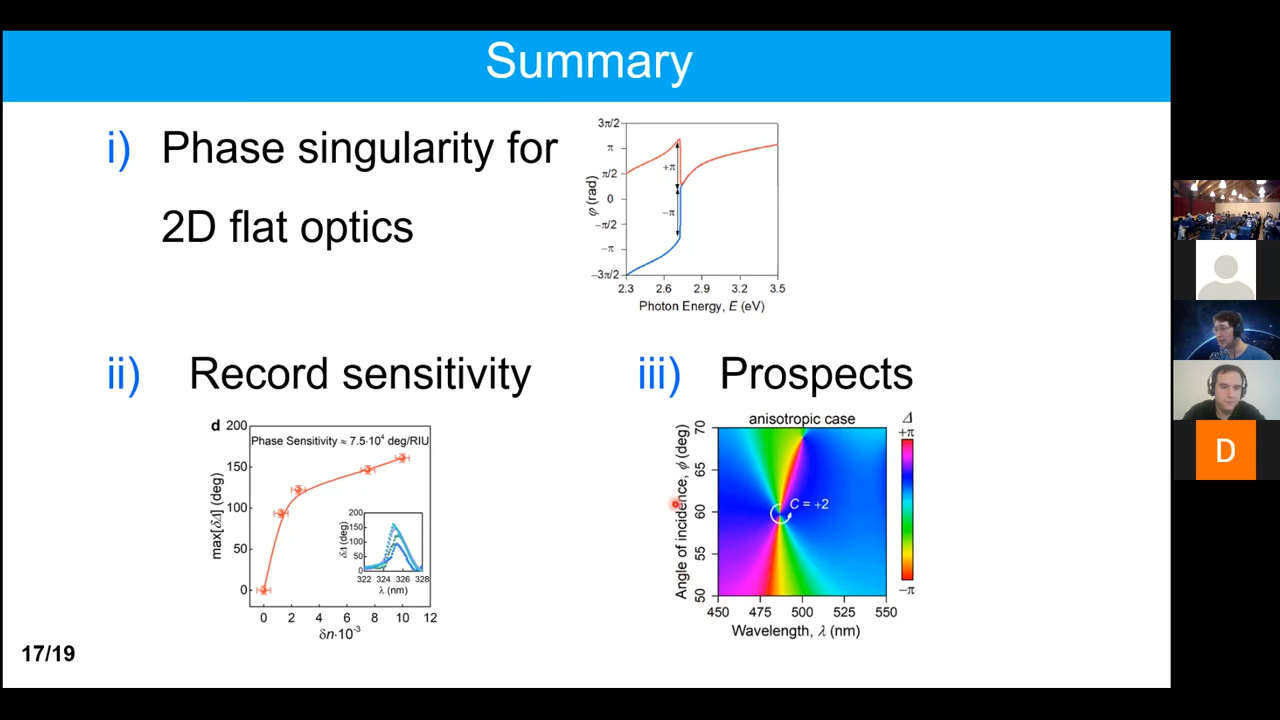 Summary
i) Phase singularity for
2D flat optics
3π/2
π
π/2
0
−π/2
−π
−3π/2
φ (rad)
+π
−π
2.3 2.6 2.9 3.2 3.5
Photon Energy, E (eV)
ii) Record sensitivity
d
200
150
100
50
0
max[δΔ] (deg)
Phase Sensitivity ≈ 7.5·10⁴ deg/RIU
200
150
100
50
0
δΔ (deg)
322 324 326 328
λ (nm)
0 2 4 6 8 10 12
δn·10⁻³
iii) Prospects
anisotropic case
Δ
+π
−π
70
65
60
55
50
Angle of incidence, ϕ (deg)
C = +2
450 475 500 525 550
Wavelength, λ (nm)
17/19
D